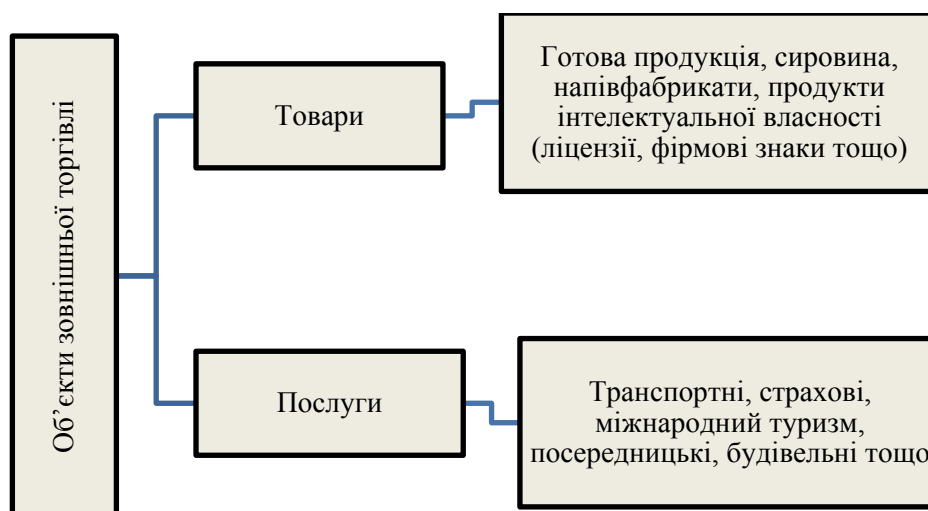 Об’єкти зовнішньої торгівлі
Товари
Готова продукція, сировина,
напівфабрикати, продукти
інтелектуальної власності
(ліцензії, фірмові знаки тощо)
Послуги
Транспортні, страхові,
міжнародний туризм,
посередницькі, будівельні тощо